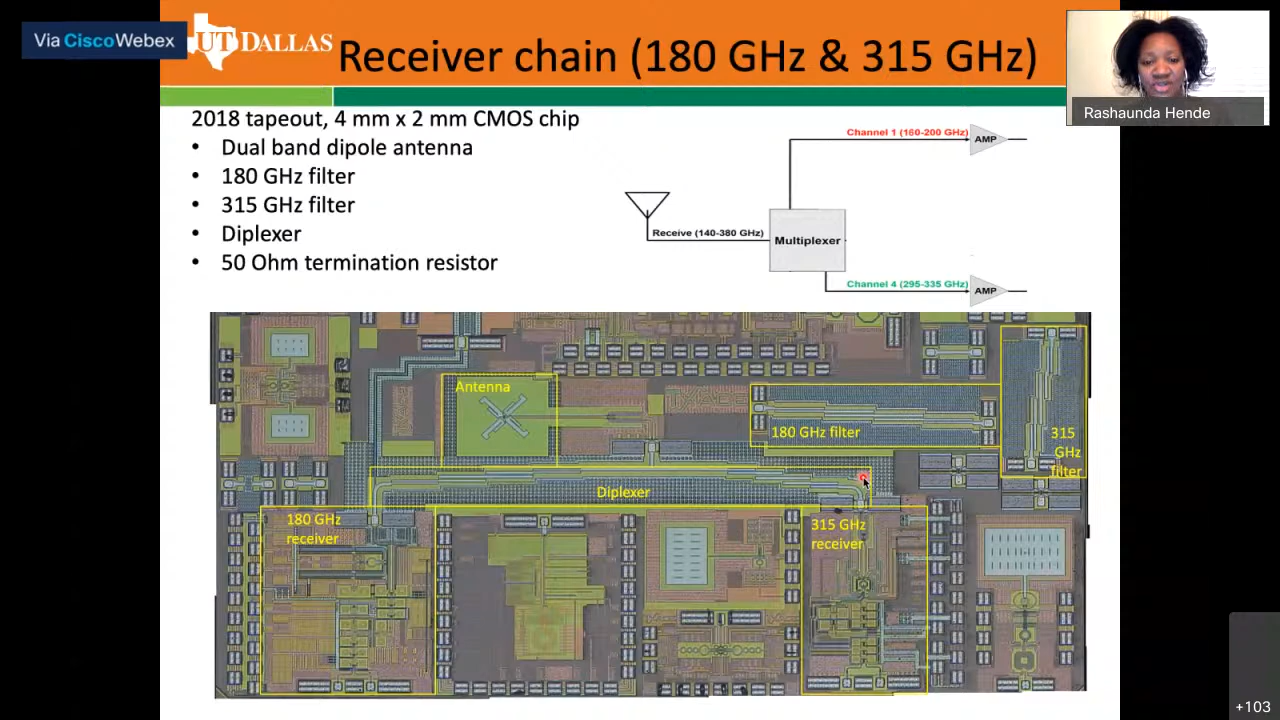 Via Cisco Webex
UT DALLAS
Receiver chain (180 GHz & 315 GHz)
Rashaunda Hende
2018 tapeout, 4 mm x 2 mm CMOS chip
• Dual band dipole antenna
• 180 GHz filter
• 315 GHz filter
• Diplexer
• 50 Ohm termination resistor
Channel 1 (160-200 GHz)
AMP
Receive (140-380 GHz)
Multiplexer
Channel 4 (295-335 GHz)
AMP
Antenna
180 GHz filter
315
GHz
filter
Diplexer
180 GHz
receiver
315 GHz
receiver
+103